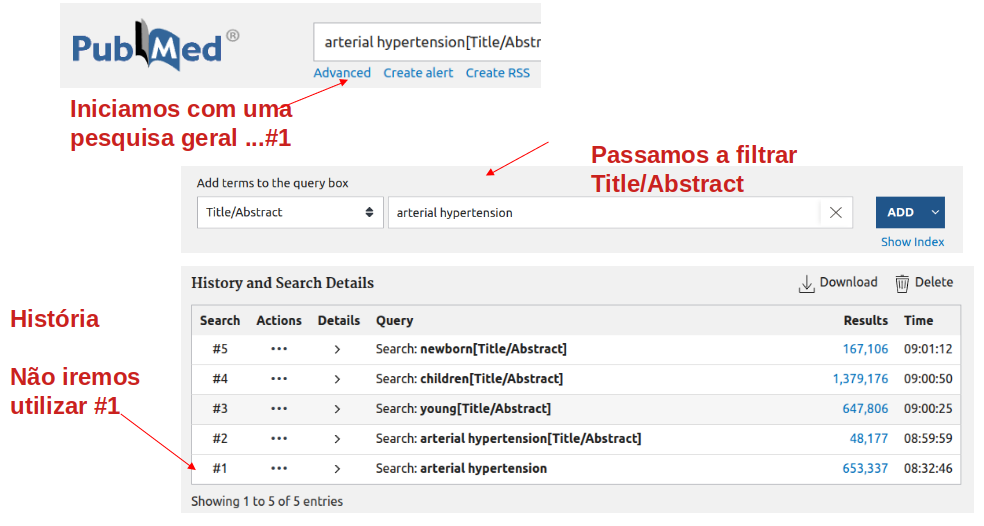 PubMed®
arterial hypertension[Title/Abstr
Advanced Create alert Create RSS
Iniciamos com uma
pesquisa geral ...#1
Passamos a filtrar
Title/Abstract
Add terms to the query box
Title/Abstract arterial hypertension ADD
Show Index
History and Search Details Download Delete
Search Actions Details Query Results Time
#5 ••• > Search: newborn[Title/Abstract] 167,106 09:01:12
#4 ••• > Search: children[Title/Abstract] 1,379,176 09:00:50
#3 ••• > Search: young[Title/Abstract] 647,806 09:00:25
#2 ••• > Search: arterial hypertension[Title/Abstract] 48,177 08:59:59
#1 ••• > Search: arterial hypertension 653,337 08:32:46
Showing 1 to 5 of 5 entries
História
Não iremos
utilizar #1